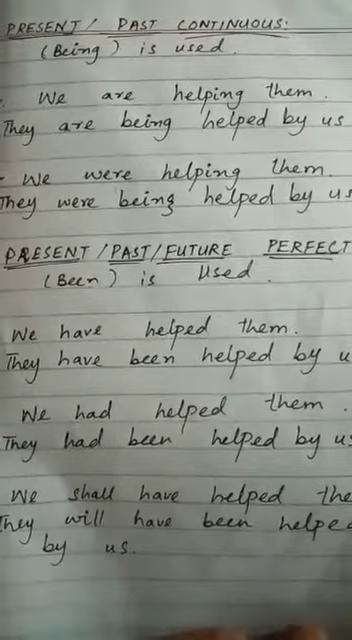 PRESENT / PAST CONTINUOUS:
(Being) is used.
We are helping them.
They are being helped by us
- We were helping them.
They were being helped by us
PRESENT / PAST / FUTURE PERFECT
(Been) is Used.
We have helped them.
They have been helped by u
We had helped them.
They had been helped by us
We shall have helped the
They will have been helpe
by us.